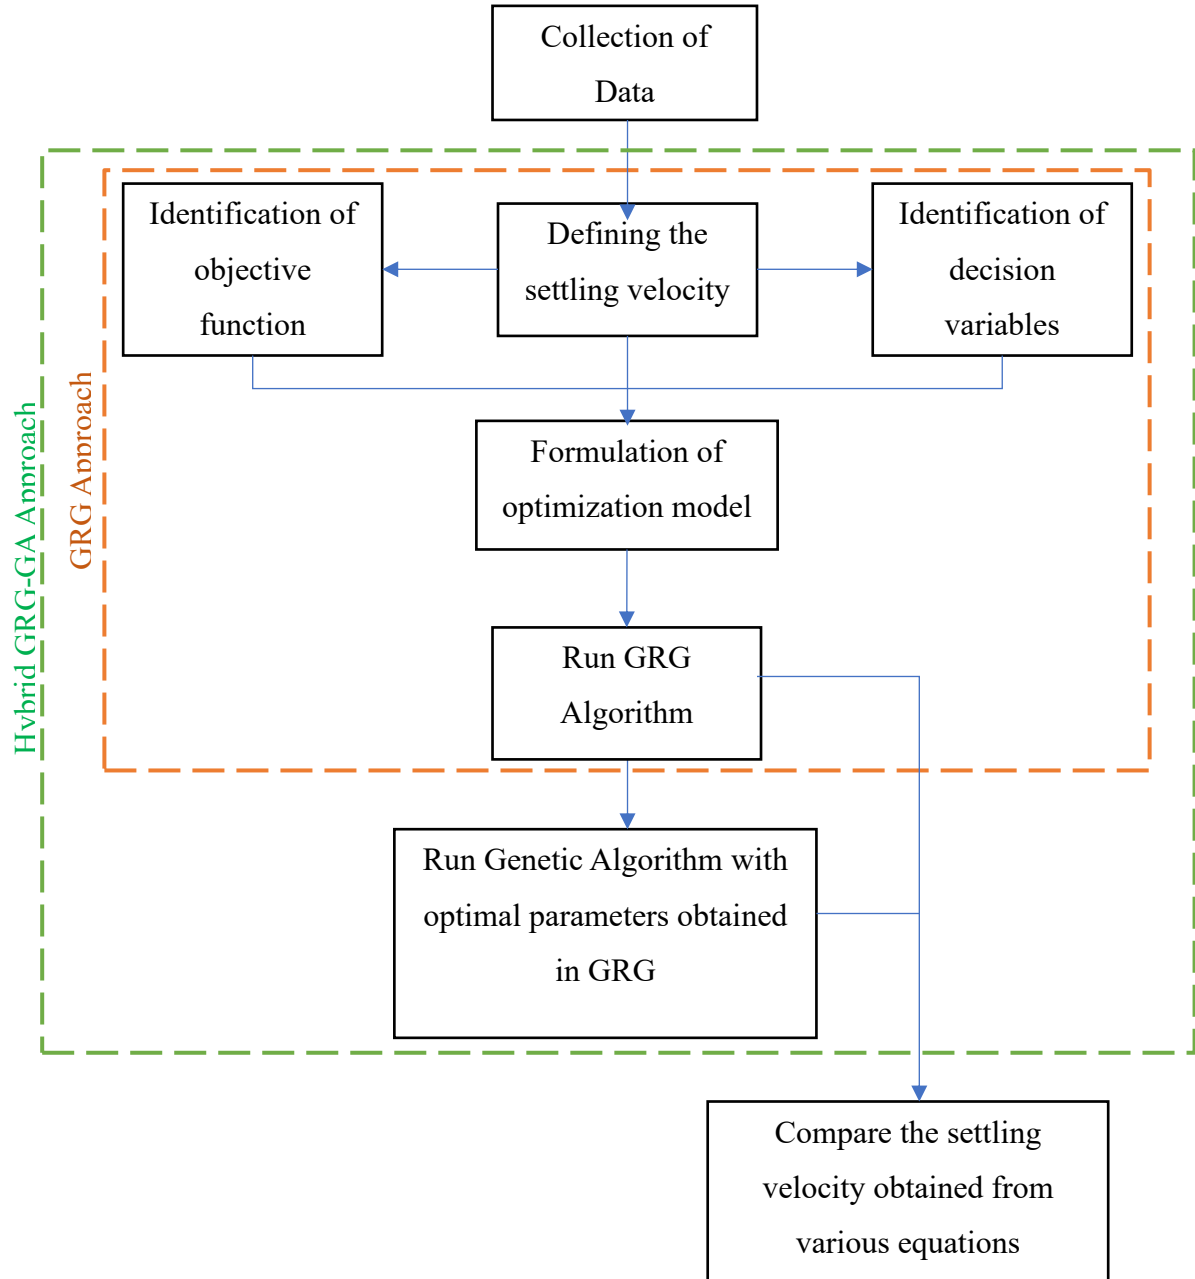 Collection of
Data
Identification of
objective
function
Defining the
settling velocity
Identification of
decision
variables
Formulation of
optimization model
Hybrid GRG-GA Approach
GRG Approach
Run GRG
Algorithm
Run Genetic Algorithm with
optimal parameters obtained
in GRG
Compare the settling
velocity obtained from
various equations